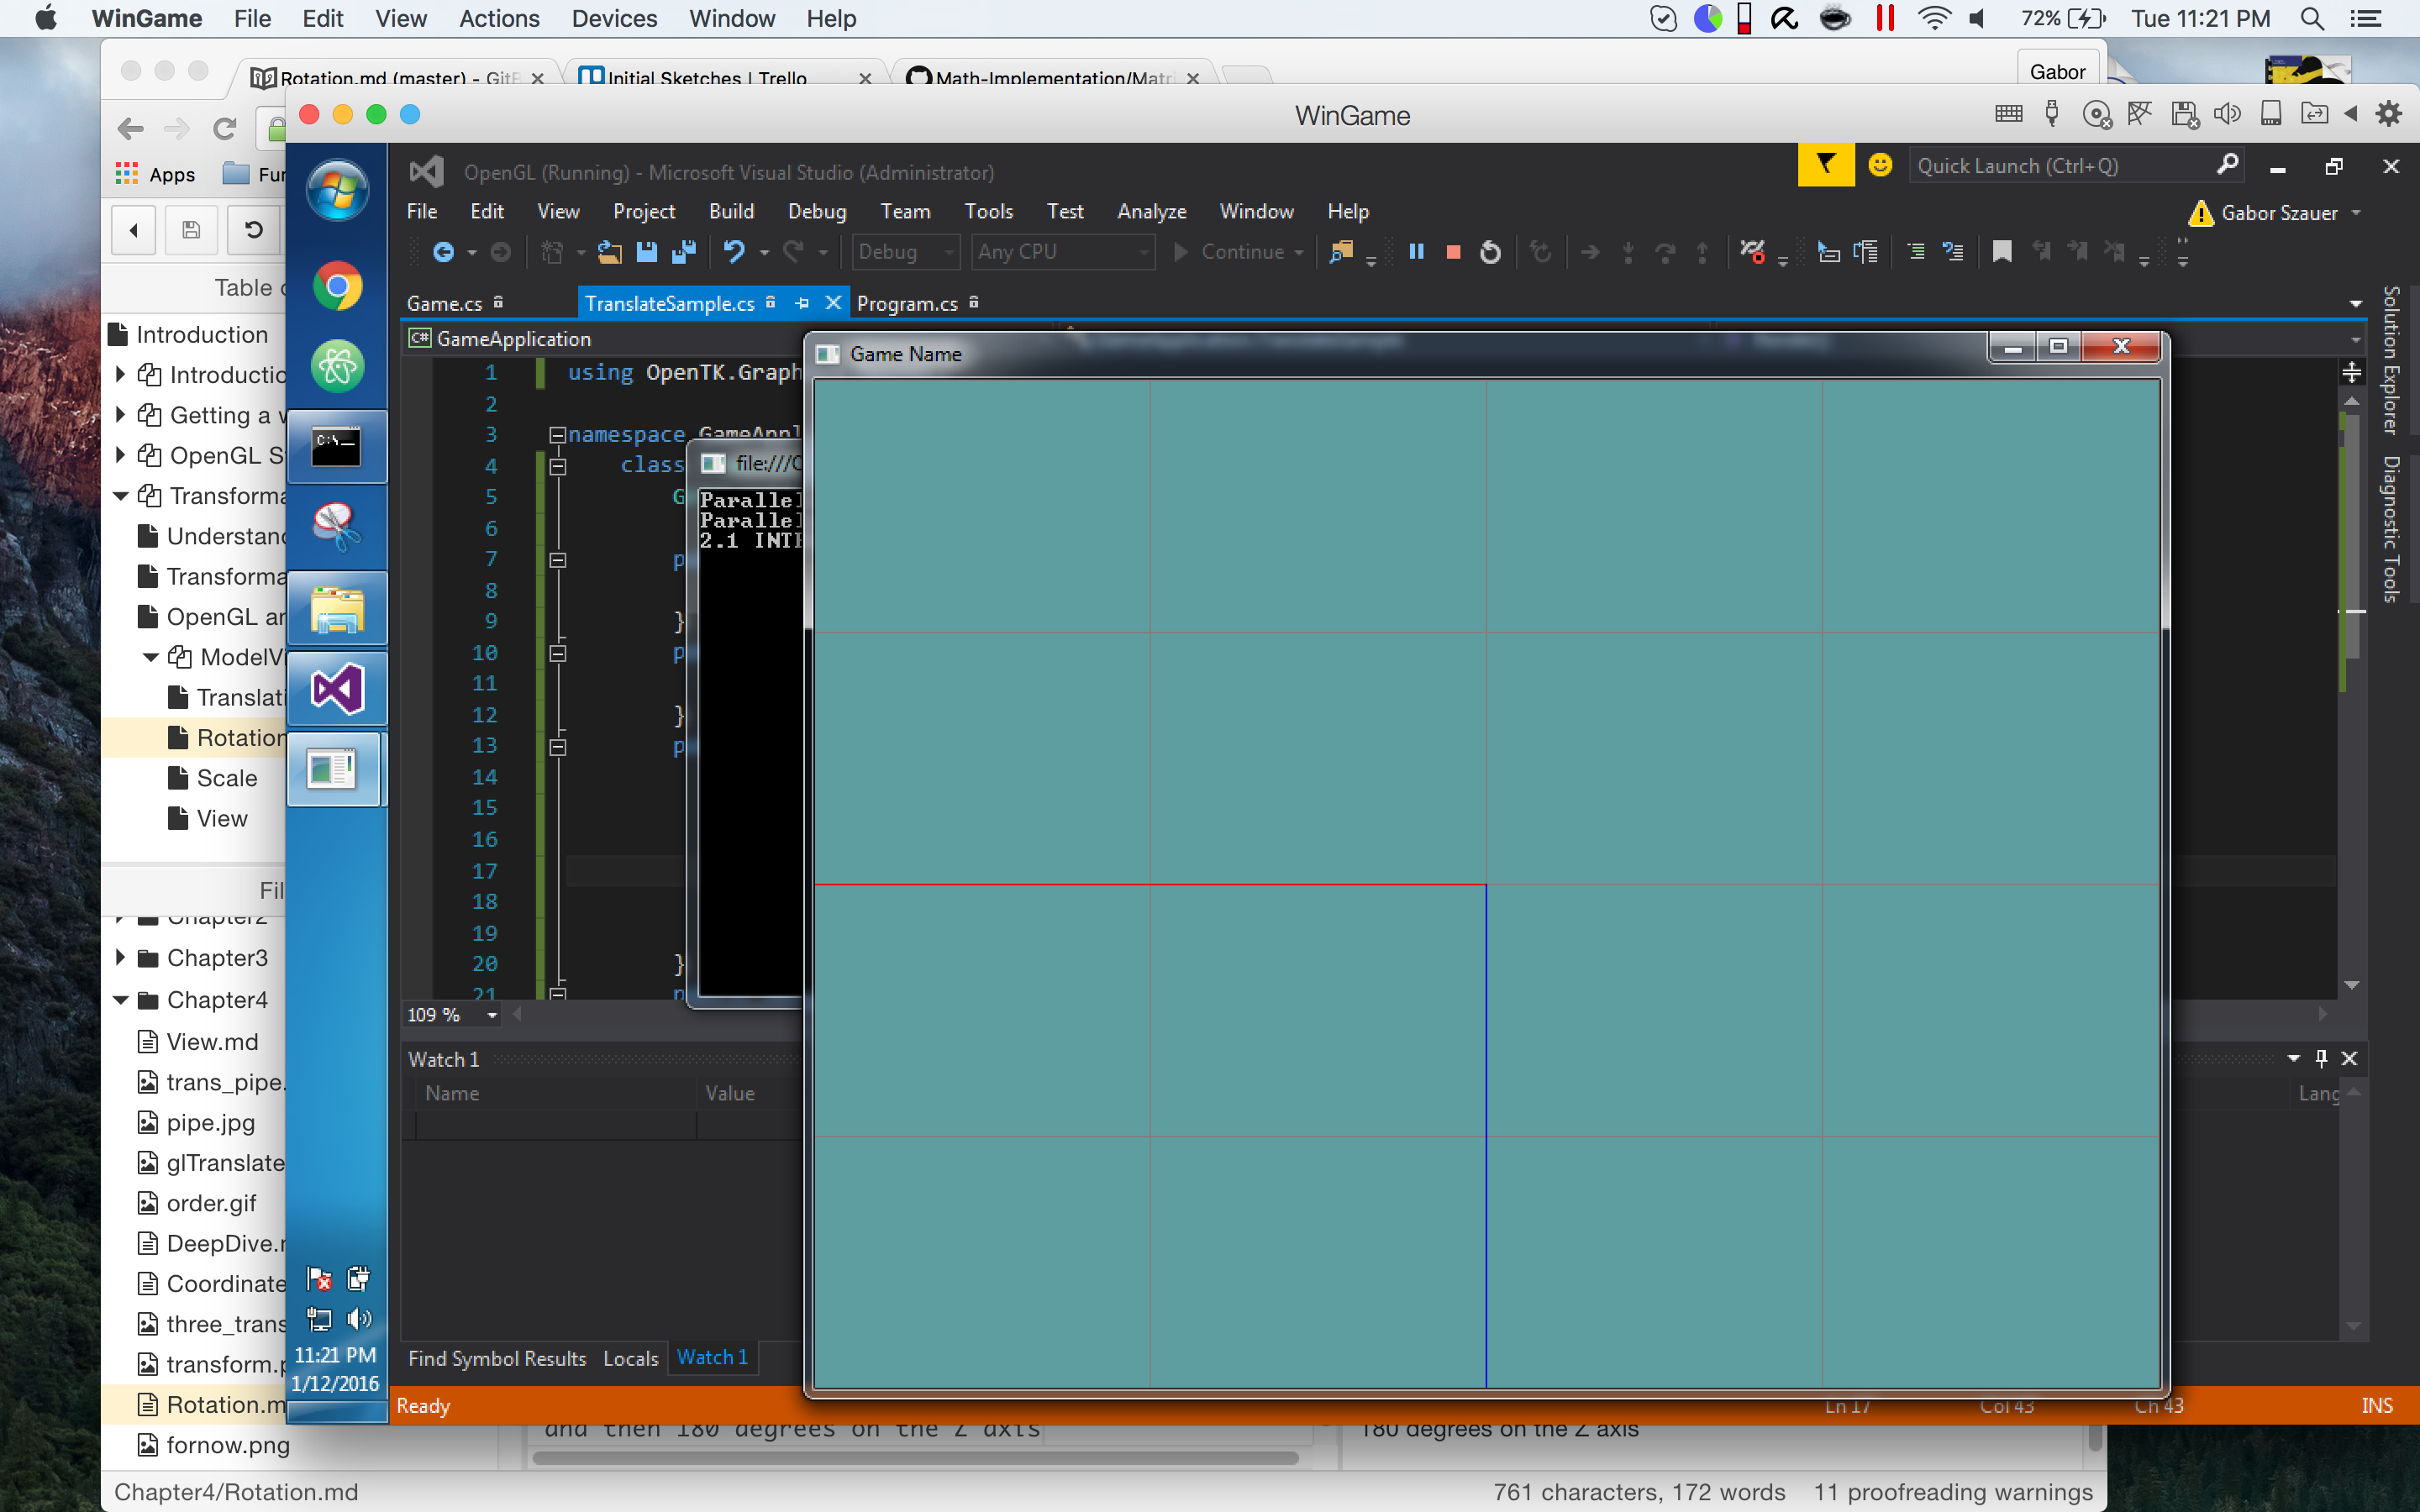 WinGame File Edit View Actions Devices Window Help 72% Tue 11:21 PM
Rotation.md (master) - GitB Initial Sketches | Trello Math-Implementation/Matri Gabor
WinGame
Apps Fur
OpenGL (Running) - Microsoft Visual Studio (Administrator) Quick Launch (Ctrl+Q)
File Edit View Project Build Debug Team Tools Test Analyze Window Help Gabor Szauer
Debug Any CPU Continue
Table o
Game.cs TranslateSample.cs Program.cs
C# GameApplication
Game Name
Solution Explorer
Diagnostic Tools
1 using OpenTK.Graph
2
3 namespace GameAppl
4 class
5 G
6
7 p
8
9 }
10 p
11
12 }
13 p
14
15
16
17
18
19
20 }
21 p
file:///C
Parallel
Parallel
2.1 INTE
C:\
109 %
Watch 1
Name Value Lang
Find Symbol Results Locals Watch 1
Ready Ln 17 Col 43 Ch 43 INS
Introduction
Introductio
Getting a w
OpenGL S
Transforma
Understand
Transforma
OpenGL an
ModelVi
Translati
Rotation
Scale
View
Fil
Chapter2
Chapter3
Chapter4
View.md
trans_pipe.
pipe.jpg
glTranslate
order.gif
DeepDive.m
Coordinate
three_trans
transform.p
Rotation.m
fornow.png
11:21 PM
1/12/2016
and then 180 degrees on the Z axis
180 degrees on the Z axis
Chapter4/Rotation.md 761 characters, 172 words 11 proofreading warnings